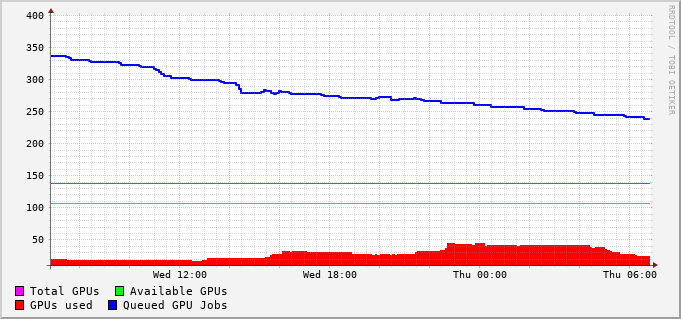 400
350
300
250
200
150
100
50
Wed 12:00 Wed 18:00 Thu 00:00 Thu 06:00
Total GPUs Available GPUs
GPUs used Queued GPU Jobs
RRDTOOL / TOBI OETIKER